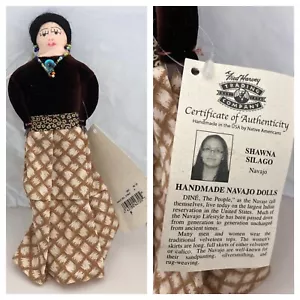 Fred Harvey
TRADING
COMPANY
Certificate of Authenticity
Handmade in the USA by Native Americans
SHAWNA
SILAGO
Navajo
HANDMADE NAVAJO DOLLS
DINÉ, The People," as the Navajo call
themselves, live today on the largest Indian
reservation in the United States. Much of
the Navajo Lifestyle has been passed down
from generation to generation unchanged
from ancient times.
Many men and women wear the
traditional velveteen tops. The women's
skirts are long, full skirts of either velveteen
or calico. The Navajo are well-known for
their sandpainting, silversmithing, and
rug-weaving.